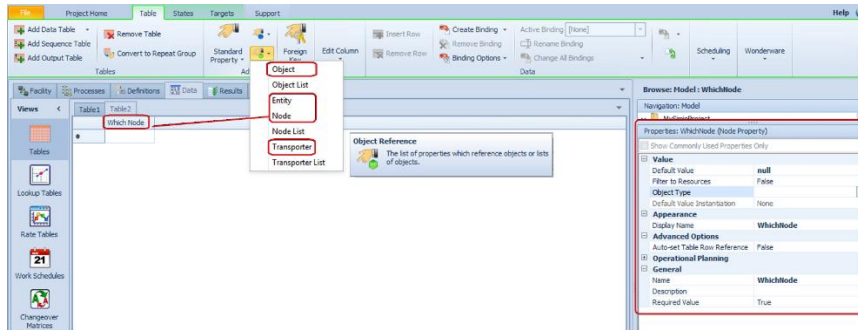 File Project Home Table States Targets Support Help
Add Data Table Remove Table
Add Sequence Table Convert to Repeat Group
Add Output Table
Standard Property Foreign Key Edit Column
Insert Row
Remove Row
Create Binding Active Binding [None]
Remove Binding Rename Binding
Binding Options Change All Bindings
Scheduling Wonderware
Tables Ad Data
Object
Object List
Entity
Node
Node List
Transporter
Transporter List
Object Reference
The list of properties which reference objects or lists
of objects.
Facility Processes Definitions Data Results
Views < Table1 Table2
Which Node
Tables
Lookup Tables
Rate Tables
21
Work Schedules
Changeover
Matrices
Browse: Model : WhichNode
Navigation: Model
Properties: WhichNode (Node Property)
Show Commonly Used Properties Only
Value
Default Value null
Filter to Resources False
Object Type
Default Value Instantiation None
Appearance
Display Name WhichNode
Advanced Options
Auto-set Table Row Reference False
Operational Planning
General
Name WhichNode
Description
Required Value True